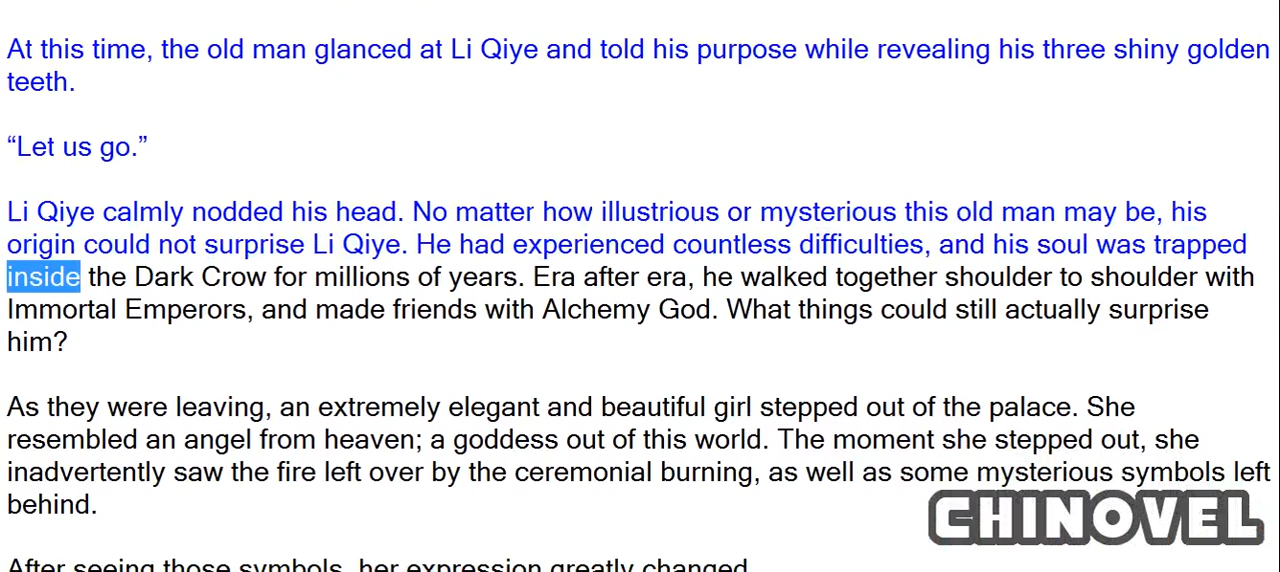 At this time, the old man glanced at Li Qiye and told his purpose while revealing his three shiny golden
teeth.
“Let us go.”
Li Qiye calmly nodded his head. No matter how illustrious or mysterious this old man may be, his
origin could not surprise Li Qiye. He had experienced countless difficulties, and his soul was trapped
inside the Dark Crow for millions of years. Era after era, he walked together shoulder to shoulder with
Immortal Emperors, and made friends with Alchemy God. What things could still actually surprise
him?
As they were leaving, an extremely elegant and beautiful girl stepped out of the palace. She
resembled an angel from heaven; a goddess out of this world. The moment she stepped out, she
inadvertently saw the fire left over by the ceremonial burning, as well as some mysterious symbols left
behind.
CHINOVEL
After seeing those symbols, her expression greatly changed.